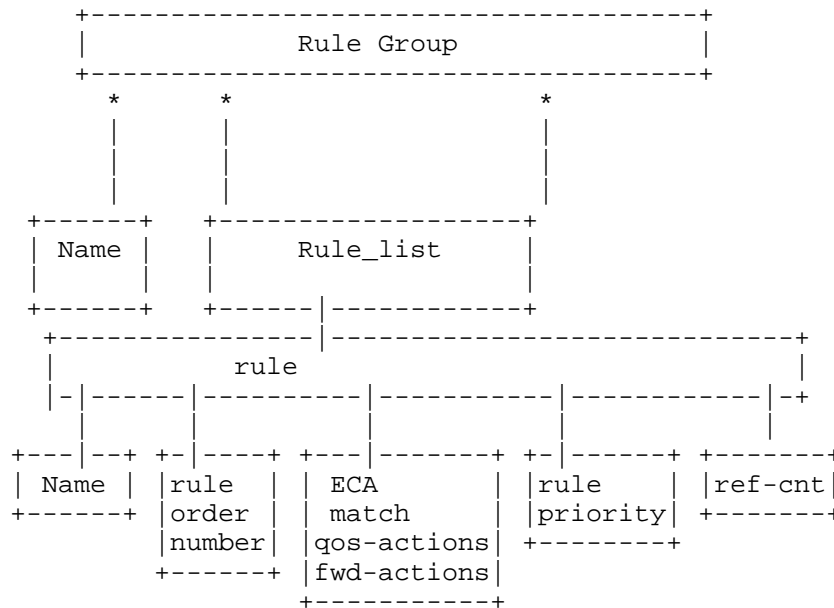 Rule Group
Name Rule_list
rule
Name rule ECA rule ref-cnt
order match priority
number qos-actions
fwd-actions